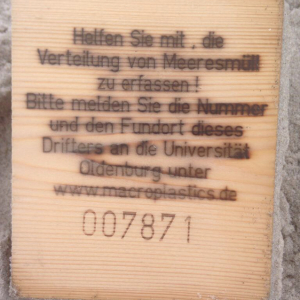 Helfen Sie mit, die
Verteilung von Meeresmüll
zu erfassen!
Bitte melden Sie die Nummer
und den Fundort dieses
Drifters an die Universität
Oldenburg unter
www.macroplastics.de
007871